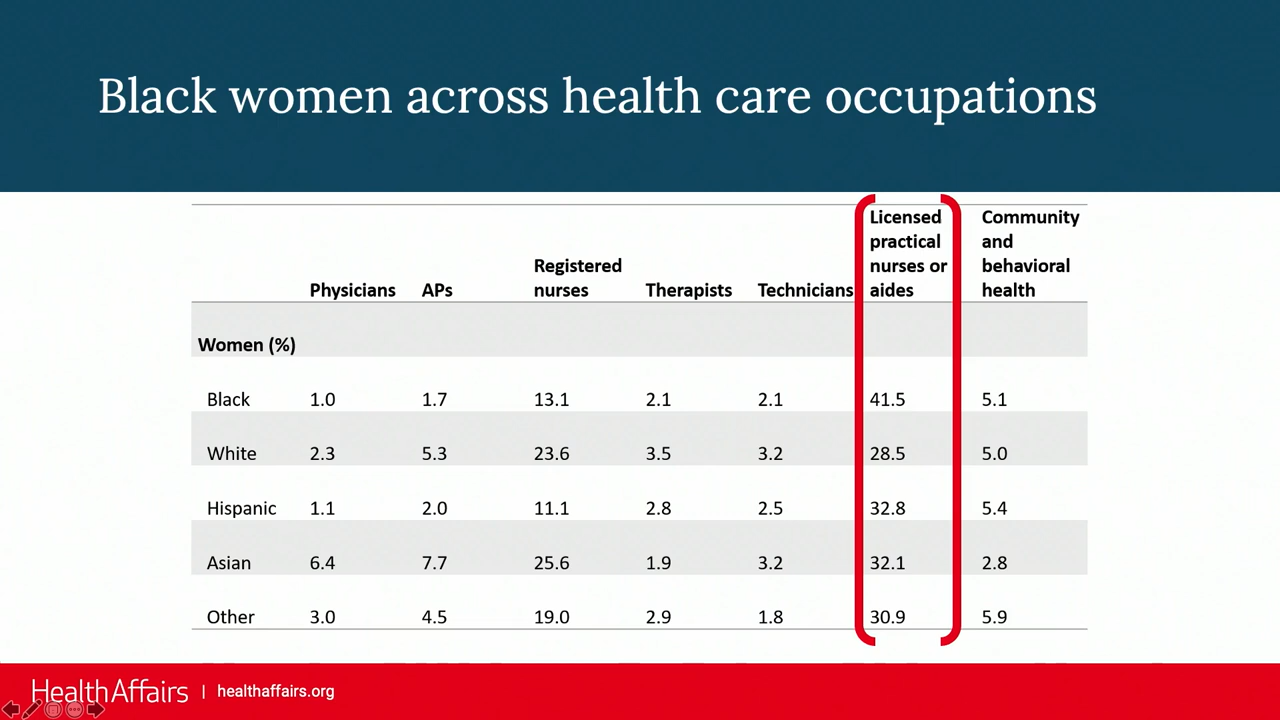 Black women across health care occupations
Licensed Community
practical and
Registered nurses or behavioral
Physicians APs nurses Therapists Technicians aides health
Women (%)
Black 1.0 1.7 13.1 2.1 2.1 41.5 5.1
White 2.3 5.3 23.6 3.5 3.2 28.5 5.0
Hispanic 1.1 2.0 11.1 2.8 2.5 32.8 5.4
Asian 6.4 7.7 25.6 1.9 3.2 32.1 2.8
Other 3.0 4.5 19.0 2.9 1.8 30.9 5.9
HealthAffairs | healthaffairs.org